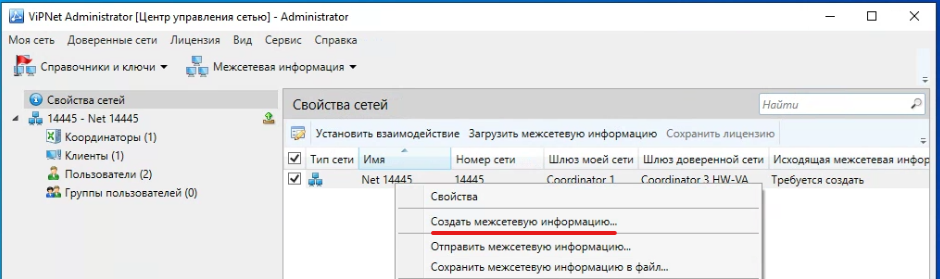 ViPNet Administrator [Центр управления сетью] - Administrator
Моя сеть Доверенные сети Лицензия Вид Сервис Справка
Справочники и ключи Межсетевая информация
Свойства сетей
14445 - Net 14445
Координаторы (1)
Клиенты (1)
Пользователи (2)
Группы пользователей (0)
Свойства сетей
Найти
Установить взаимодействие Загрузить межсетевую информацию Сохранить лицензию
Тип сети Имя Номер сети Шлюз моей сети Шлюз доверенной сети Исходящая межсетевая инфор
Net 14445 14445 Coordinator 1 Coordinator 3 HW-VA Требуется создать
Свойства
Создать межсетевую информацию...
Отправить межсетевую информацию...
Сохранить межсетевую информацию в файл...